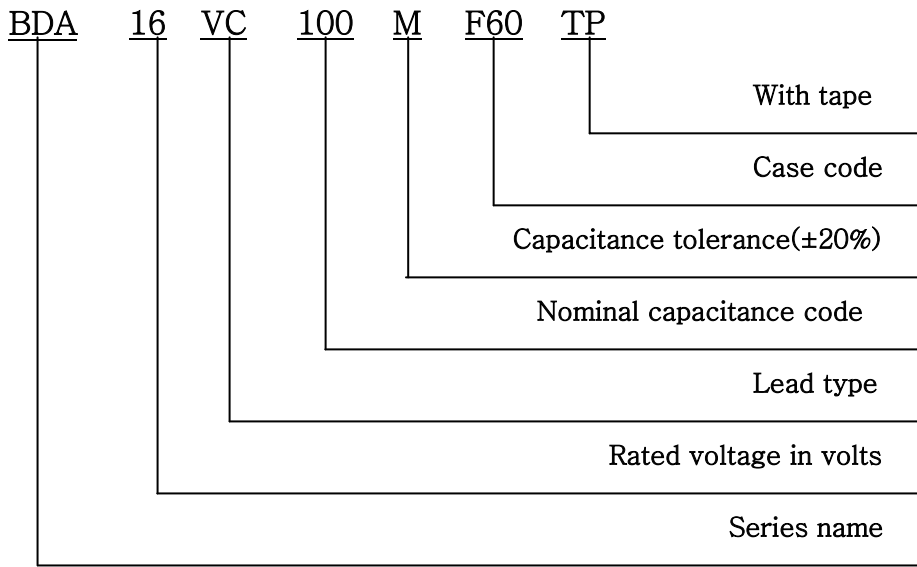 BDA 16 VC 100 M F60 TP
With tape
Case code
Capacitance tolerance(±20%)
Nominal capacitance code
Lead type
Rated voltage in volts
Series name